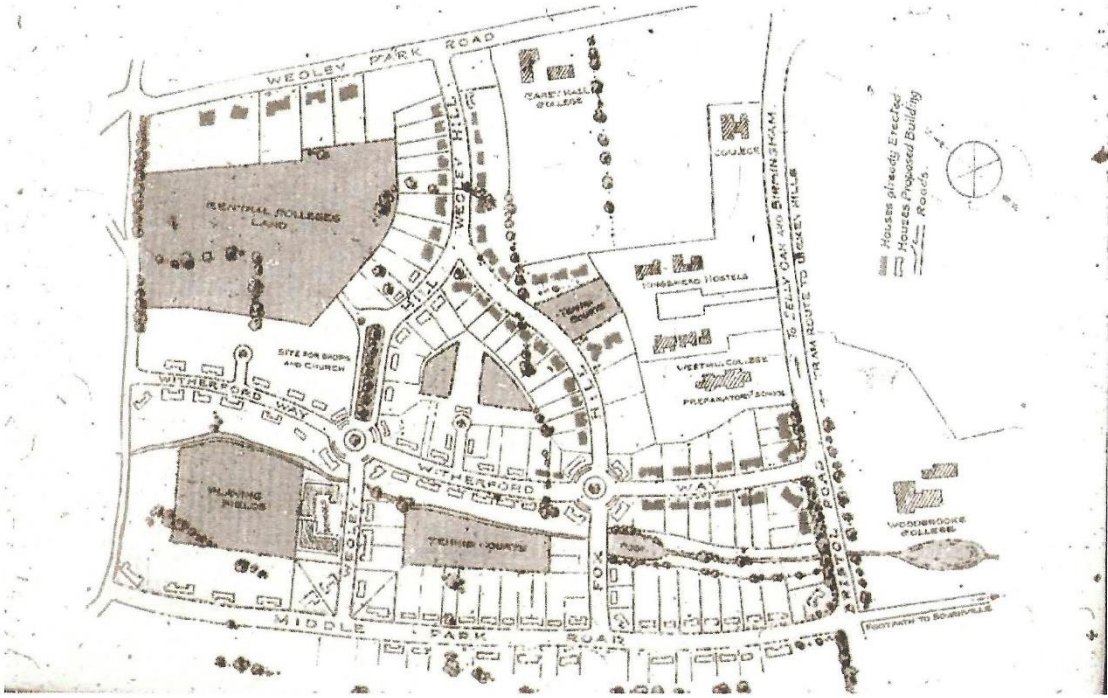 WEOLEY PARK ROAD
CAREY HALL
COLLEGE
WEOLEY HILL
COLLEGE
Houses already Erected
Houses Proposed Building
Roads
CENTRAL COLLEGES
LAND
TO SELLY OAK AND BIRMINGHAM
TRAM ROUTE TO LICKEY HILLS
KINGSMEAD HOSTELS
TENNIS
COURTS
HILL
SITE FOR SHOPS
AND CHURCH
WESTHILL COLLEGE
PREPARATORY SCHOOL
WITHERFORD WAY
FOX HILL
WITHERFORD WAY
PLAYING
FIELDS
WEOLEY
TENNIS COURTS
POOL
BRISTOL ROAD
WOODBROOKE
COLLEGE
MIDDLE PARK ROAD
FOOTPATH TO BOURNVILLE